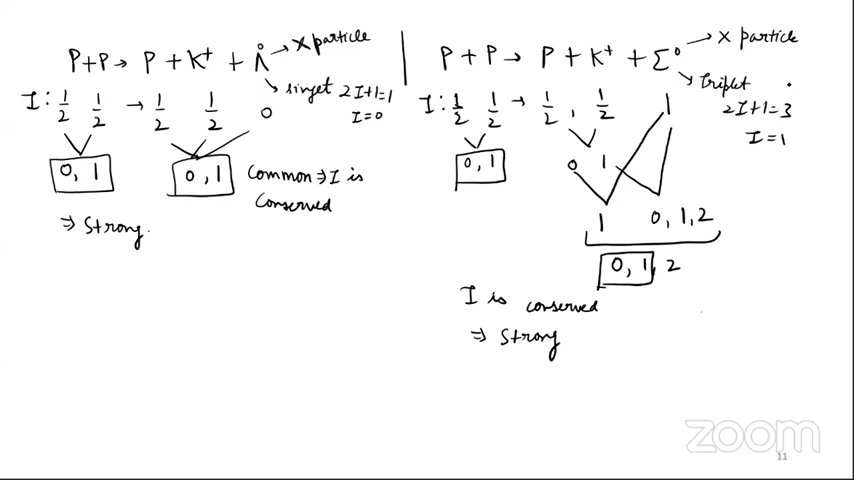 P+P → P + K⁺ + Λ⁰ → X particle
singet 2I+1=1
I=0
I: 1/2 1/2 → 1/2 1/2 0
0, 1
0, 1
Common ⇒ I is
Conserved
⇒ Strong.
P + P → P + K⁺ + Σ⁰ → X particle
Triplet
2I+1=3
I=1
I: 1/2 1/2 → 1/2, 1/2 1
0, 1
0 1
1 0, 1, 2
0, 1, 2
I is conserved
⇒ Strong
zoom
11